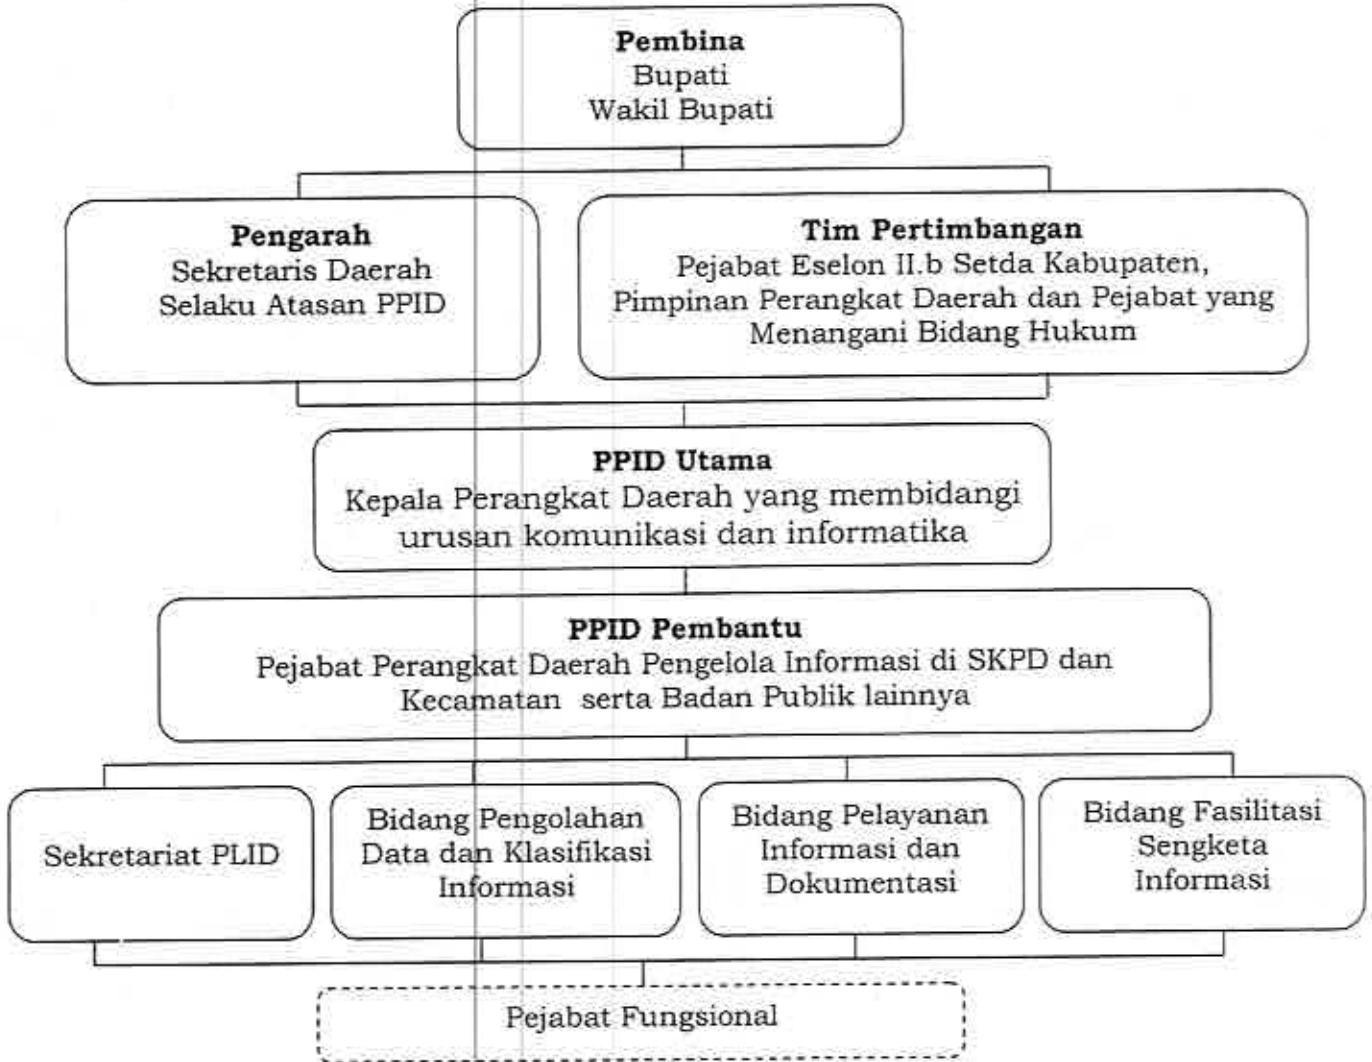 Pembina
Bupati
Wakil Bupati
Pengarah
Sekretaris Daerah
Selaku Atasan PPID
Tim Pertimbangan
Pejabat Eselon II.b Setda Kabupaten,
Pimpinan Perangkat Daerah dan Pejabat yang
Menangani Bidang Hukum
PPID Utama
Kepala Perangkat Daerah yang membidangi
urusan komunikasi dan informatika
PPID Pembantu
Pejabat Perangkat Daerah Pengelola Informasi di SKPD dan
Kecamatan serta Badan Publik lainnya
Sekretariat PLID
Bidang Pengolahan
Data dan Klasifikasi
Informasi
Bidang Pelayanan
Informasi dan
Dokumentasi
Bidang Fasilitasi
Sengketa
Informasi
Pejabat Fungsional